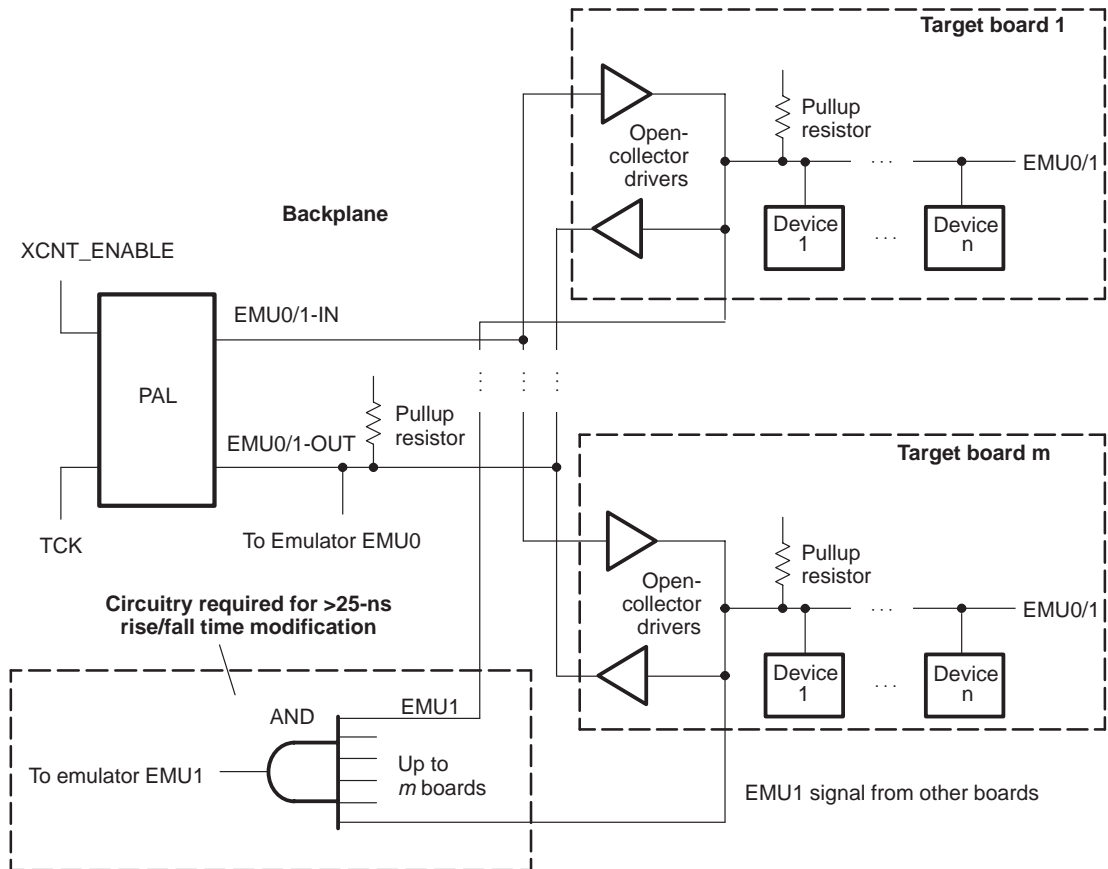 Target board 1
Pullup
resistor
Open-
collector
drivers
EMU0/1
Device
1
Device
n
Backplane
XCNT_ENABLE
EMU0/1-IN
PAL
Pullup
resistor
EMU0/1-OUT
TCK
To Emulator EMU0
Target board m
Pullup
resistor
Open-
collector
drivers
EMU0/1
Device
1
Device
n
Circuitry required for >25-ns
rise/fall time modification
EMU1
AND
To emulator EMU1
Up to
m boards
EMU1 signal from other boards